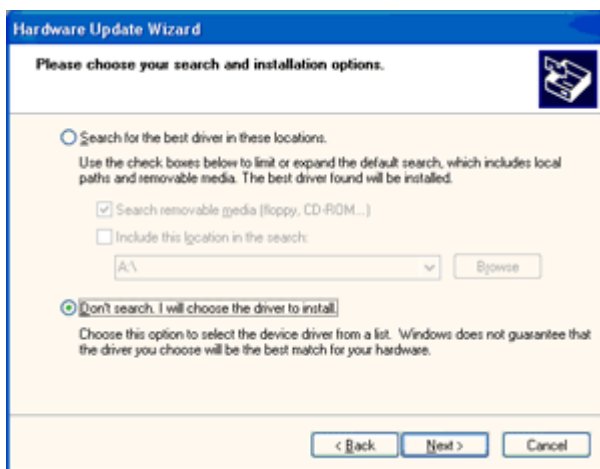 Hardware Update Wizard
Please choose your search and installation options.
Search for the best driver in these locations.
Use the check boxes below to limit or expand the default search, which includes local
paths and removable media. The best driver found will be installed.
Search removable media (floppy, CD-ROM...)
Include this location in the search:
A:\
Browse
Don't search. I will choose the driver to install.
Choose this option to select the device driver from a list. Windows does not guarantee that
the driver you choose will be the best match for your hardware.
< Back Next > Cancel